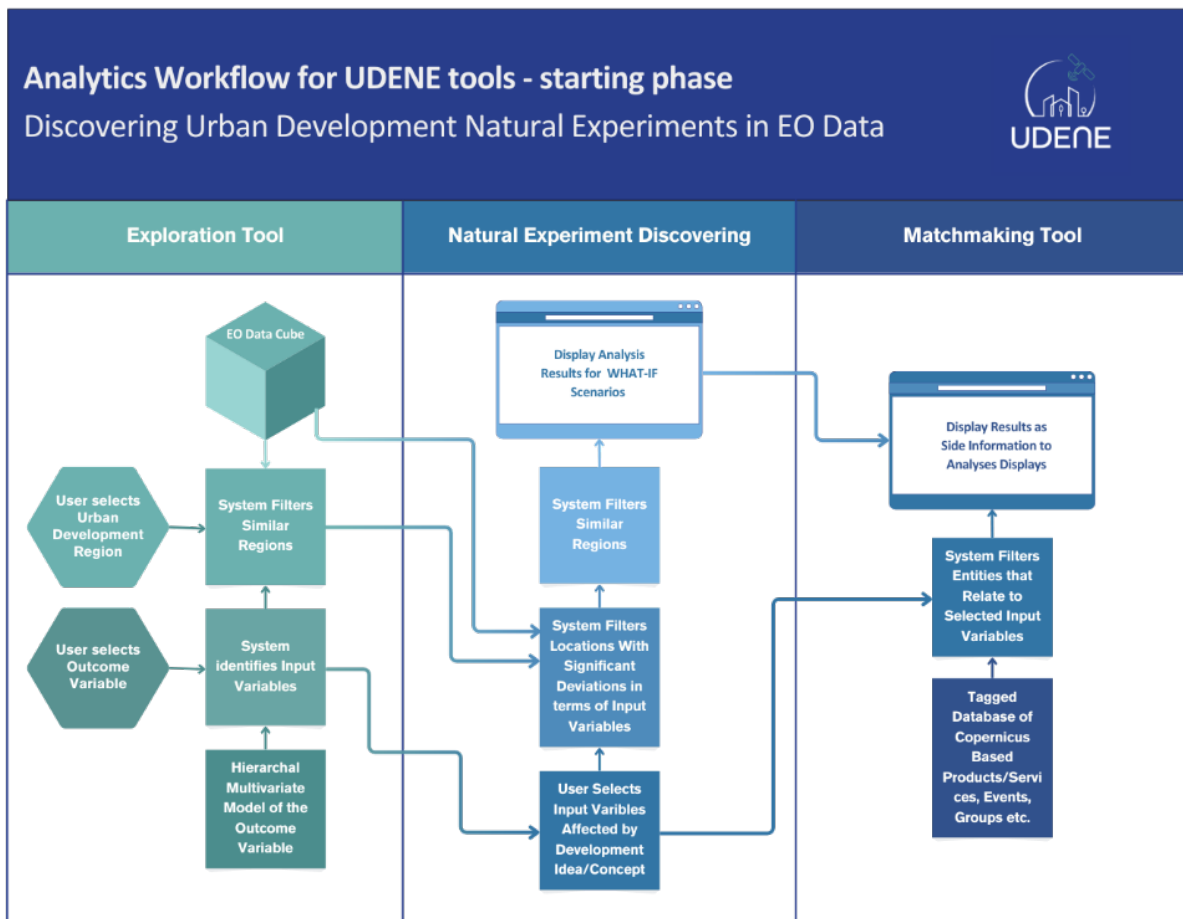 Analytics Workflow for UDENE tools - starting phase
Discovering Urban Development Natural Experiments in EO Data
UDENE
Exploration Tool
Natural Experiment Discovering
Matchmaking Tool
EO Data Cube
User selects
Urban
Development
Region
System Filters
Similar
Regions
User selects
Outcome
Variable
System
identifies Input
Variables
Hierarchal
Multivariate
Model of the
Outcome
Variable
Display Analysis
Results for WHAT-IF
Scenarios
System Filters
Similar
Regions
System Filters
Locations With
Significant
Deviations in
terms of Input
Variables
User Selects
Input Varibles
Affected by
Development
Idea/Concept
Display Results as
Side Information to
Analyses Displays
System Filters
Entities that
Relate to
Selected Input
Variables
Tagged
Database of
Copernicus
Based
Products/Servi
ces, Events,
Groups etc.